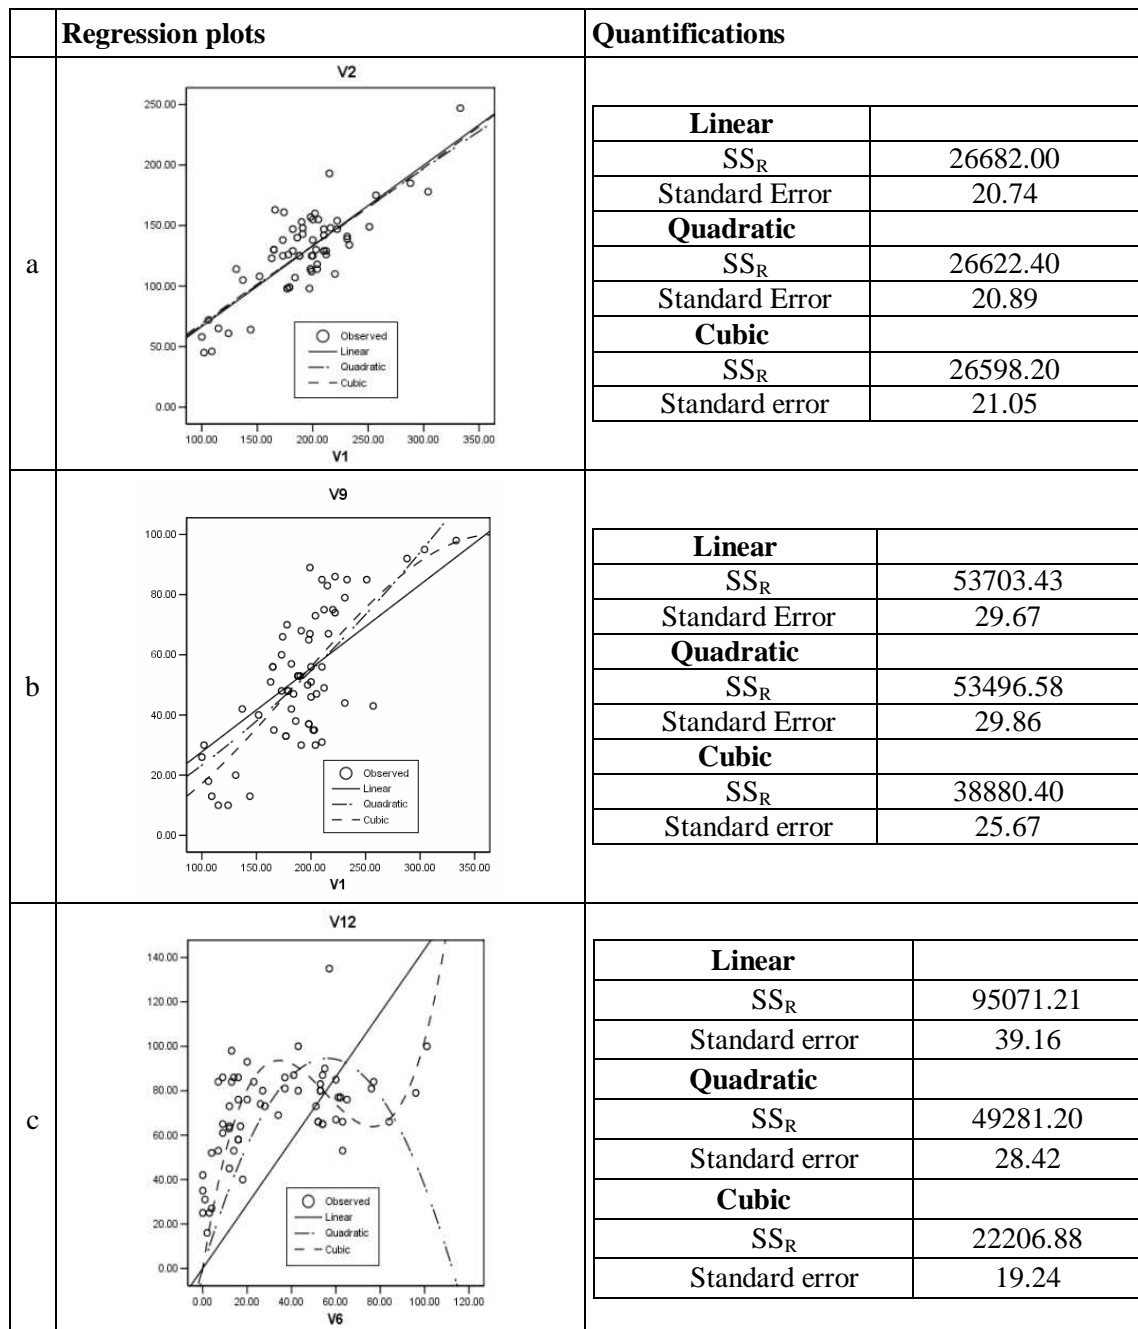 Regression plots Quantifications
a
V2
250.00
200.00
150.00
100.00
50.00
0.00
Observed
Linear
Quadratic
Cubic
100.00 150.00 200.00 250.00 300.00 350.00
V1
Linear
SSR 26682.00
Standard Error 20.74
Quadratic
SSR 26622.40
Standard Error 20.89
Cubic
SSR 26598.20
Standard error 21.05
b
V9
100.00
80.00
60.00
40.00
20.00
0.00
Observed
Linear
Quadratic
Cubic
100.00 150.00 200.00 250.00 300.00 350.00
V1
Linear
SSR 53703.43
Standard Error 29.67
Quadratic
SSR 53496.58
Standard Error 29.86
Cubic
SSR 38880.40
Standard error 25.67
c
V12
140.00
120.00
100.00
80.00
60.00
40.00
20.00
0.00
Observed
Linear
Quadratic
Cubic
0.00 20.00 40.00 60.00 80.00 100.00 120.00
V6
Linear
SSR 95071.21
Standard error 39.16
Quadratic
SSR 49281.20
Standard error 28.42
Cubic
SSR 22206.88
Standard error 19.24